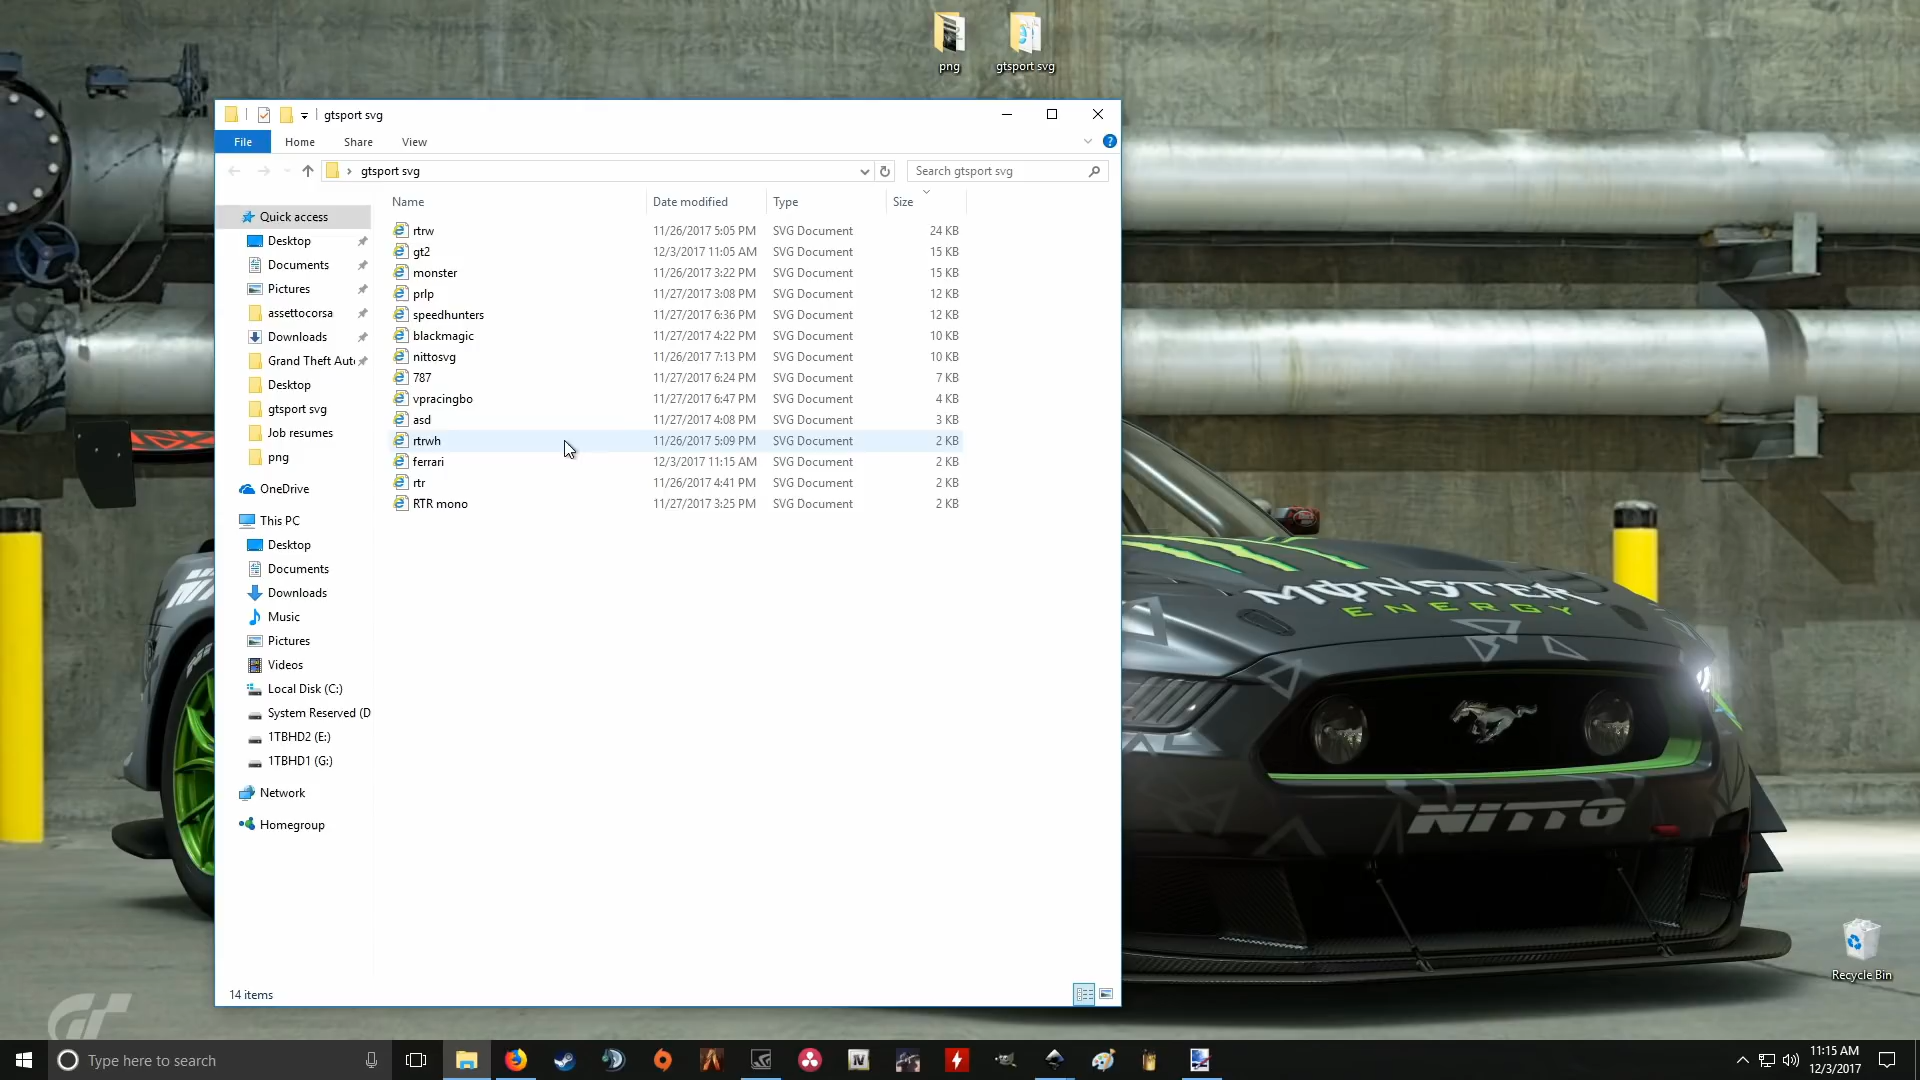 png
gtsport svg
gtsport svg
File Home Share View
gtsport svg
Search gtsport svg
Name Date modified Type Size
rtrw 11/26/2017 5:05 PM SVG Document 24 KB
gt2 12/3/2017 11:05 AM SVG Document 15 KB
monster 11/26/2017 3:22 PM SVG Document 15 KB
prlp 11/27/2017 3:08 PM SVG Document 12 KB
speedhunters 11/27/2017 6:36 PM SVG Document 12 KB
blackmagic 11/27/2017 4:22 PM SVG Document 10 KB
nittosvg 11/26/2017 7:13 PM SVG Document 10 KB
787 11/27/2017 6:24 PM SVG Document 7 KB
vpracingbo 11/27/2017 6:47 PM SVG Document 4 KB
asd 11/27/2017 4:08 PM SVG Document 3 KB
rtrwh 11/26/2017 5:09 PM SVG Document 2 KB
ferrari 12/3/2017 11:15 AM SVG Document 2 KB
rtr 11/26/2017 4:41 PM SVG Document 2 KB
RTR mono 11/27/2017 3:25 PM SVG Document 2 KB
Quick access
Desktop
Documents
Pictures
assettocorsa
Downloads
Grand Theft Aut
Desktop
gtsport svg
Job resumes
png
OneDrive
This PC
Desktop
Documents
Downloads
Music
Pictures
Videos
Local Disk (C:)
System Reserved (D
1TBHD2 (E:)
1TBHD1 (G:)
Network
Homegroup
14 items
MONSTER
ENERGY
NITTO
Recycle Bin
GT
Type here to search
IV
11:15 AM
12/3/2017